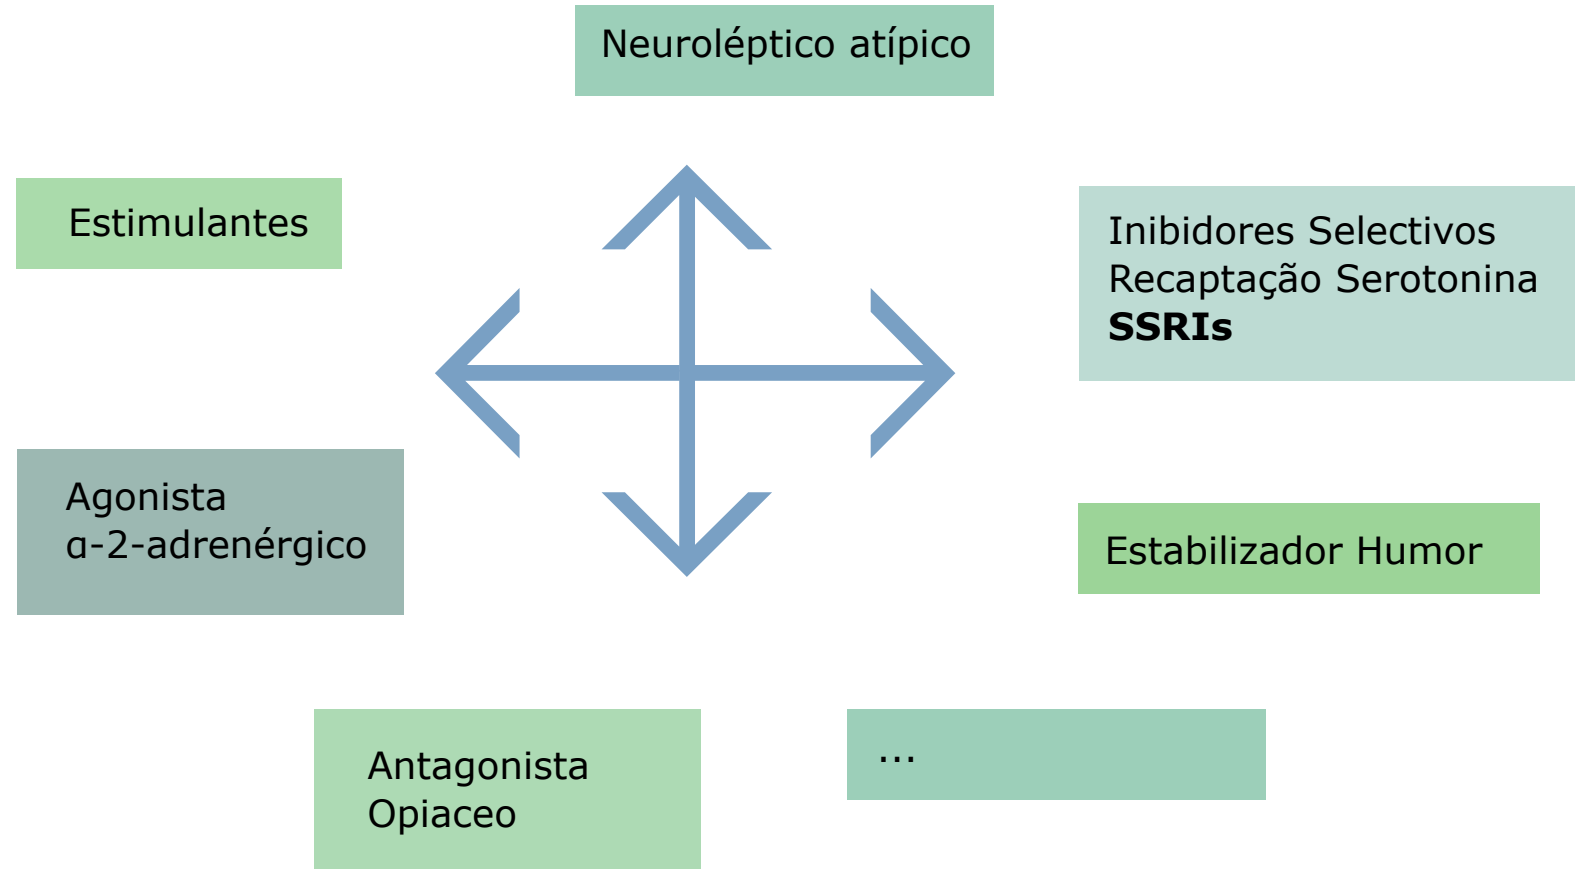 Neuroléptico atípico
Estimulantes
Inibidores Selectivos
Recaptação Serotonina
SSRIs
Agonista
α-2-adrenérgico
Estabilizador Humor
Antagonista
Opiaceo
...